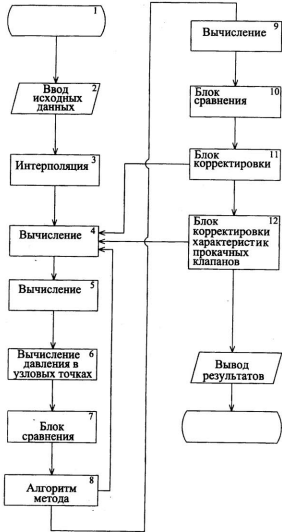 1
2
Ввод
исходных
данных
Интерполяция 3
Вычисление 4
5
Вычисление
Вычисление 6
давления в
узловых точках
7
Блок
сравнения
8
Алгоритм
метода
9
Вычисление
10
Блок
сравнения
11
Блок
корректировки
12
Блок
корректировки
характеристик
прокачных
клапанов
Вывод
результатов